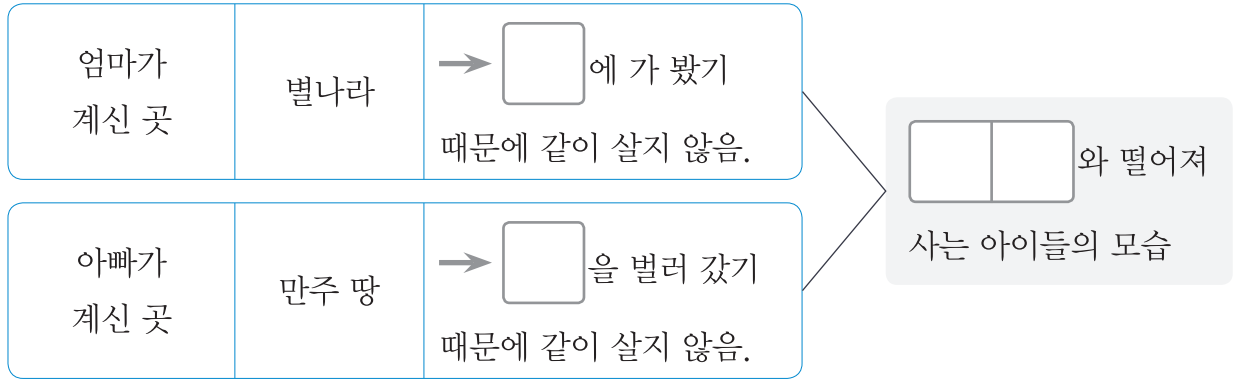 엄마가
계신 곳
별나라
에 가 봤기
때문에 같이 살지 않음.
아빠가
계신 곳
만주 땅
을 벌러 갔기
때문에 같이 살지 않음.
와 떨어져
사는 아이들의 모습